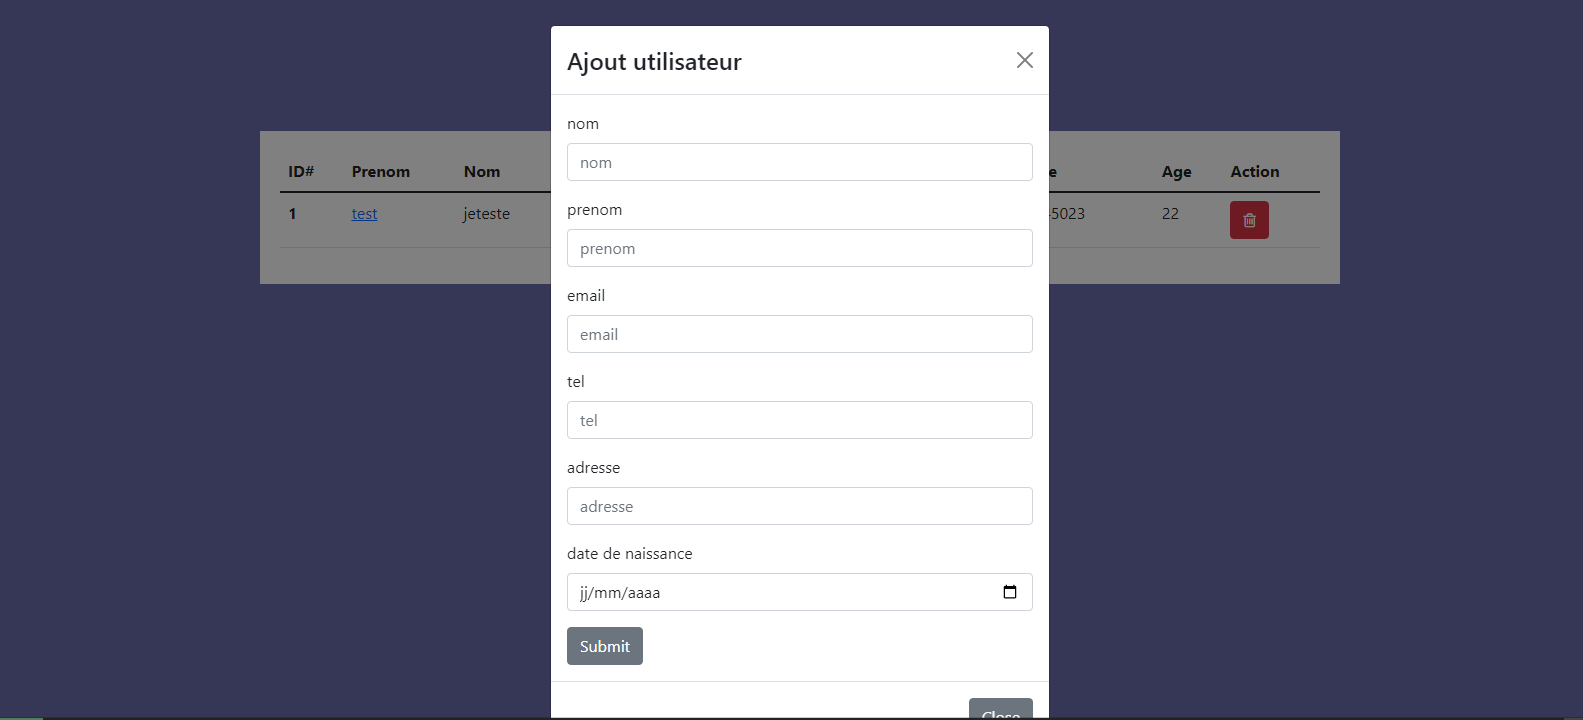 Ajout utilisateur
nom
nom
ID# Prenom Nom e Age Action
1 test jeteste -5023 22
prenom
prenom
email
email
tel
tel
adresse
adresse
date de naissance
jj/mm/aaaa
Submit
Close